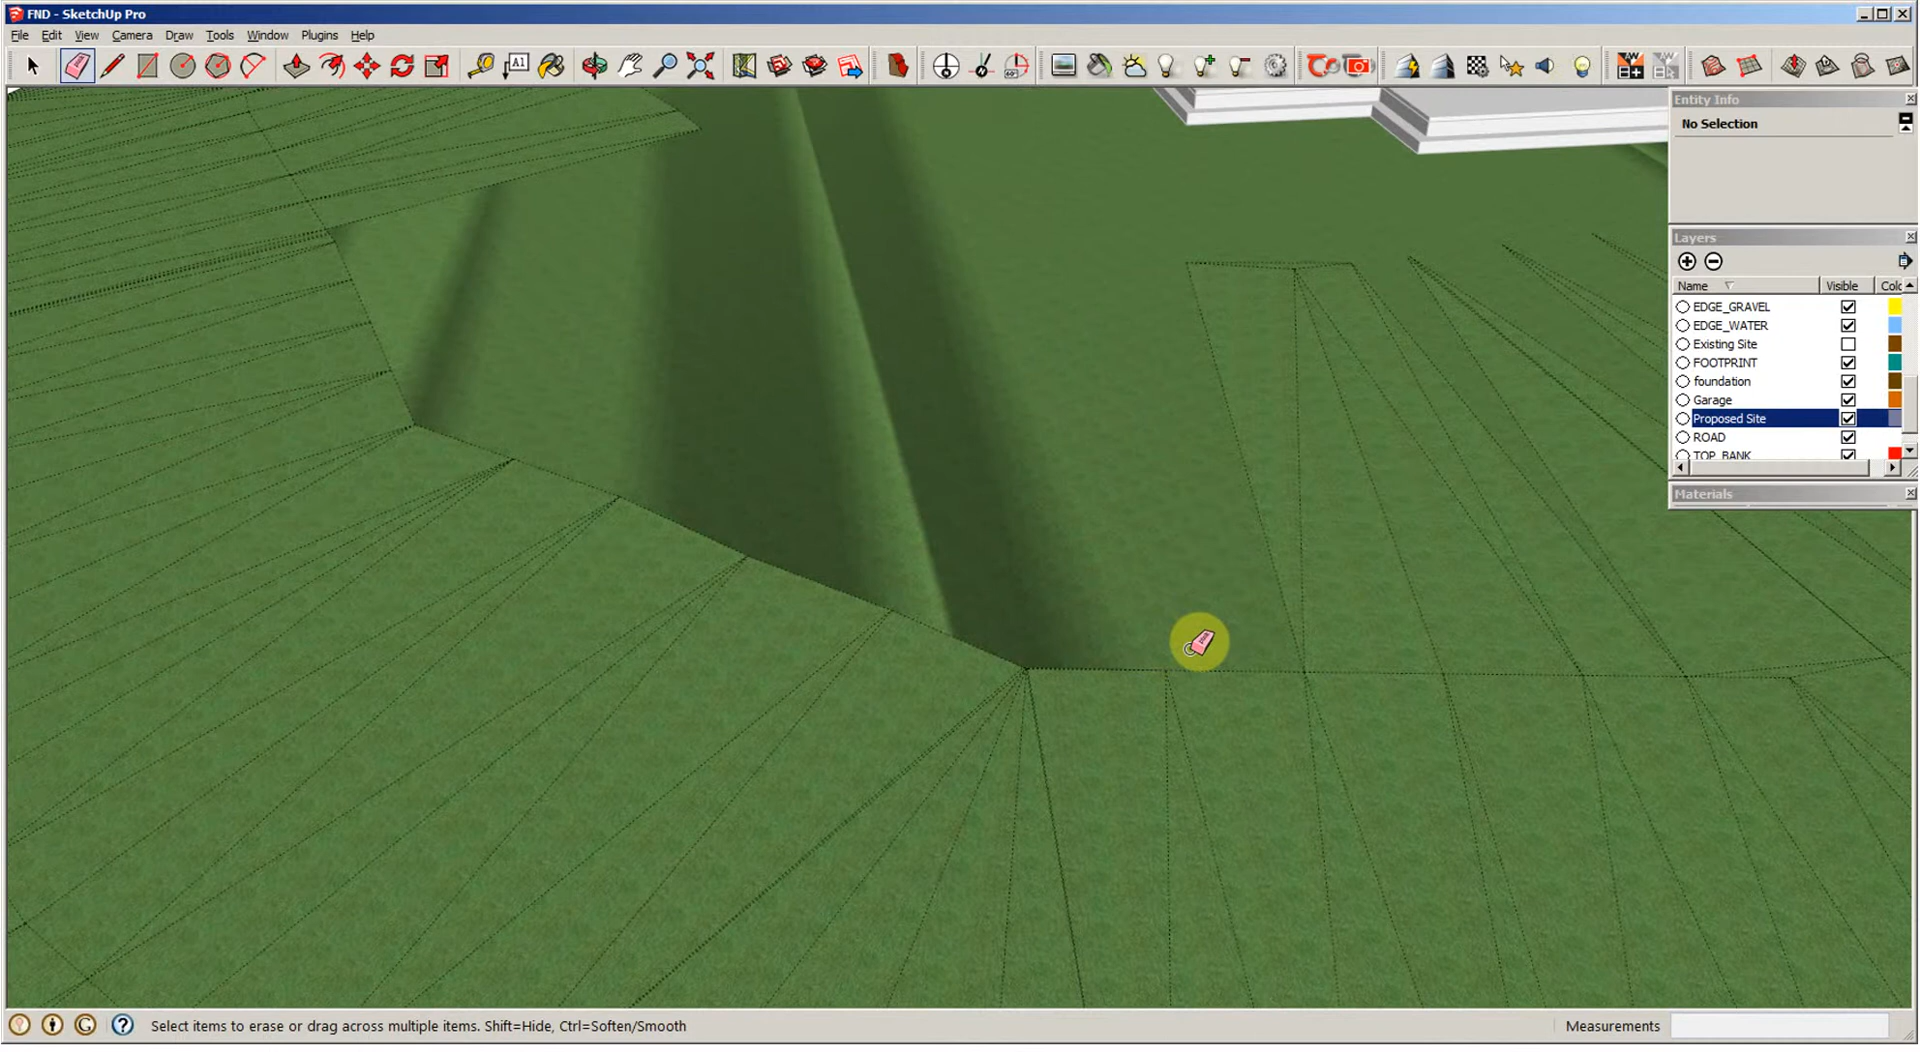 FND - SketchUp Pro
File Edit View Camera Draw Tools Window Plugins Help
A1
Entity Info
No Selection
Layers
Name Visible Colo
EDGE_GRAVEL
EDGE_WATER
Existing Site
FOOTPRINT
foundation
Garage
Proposed Site
ROAD
TOP_BANK
Materials
Select items to erase or drag across multiple items. Shift=Hide, Ctrl=Soften/Smooth
Measurements